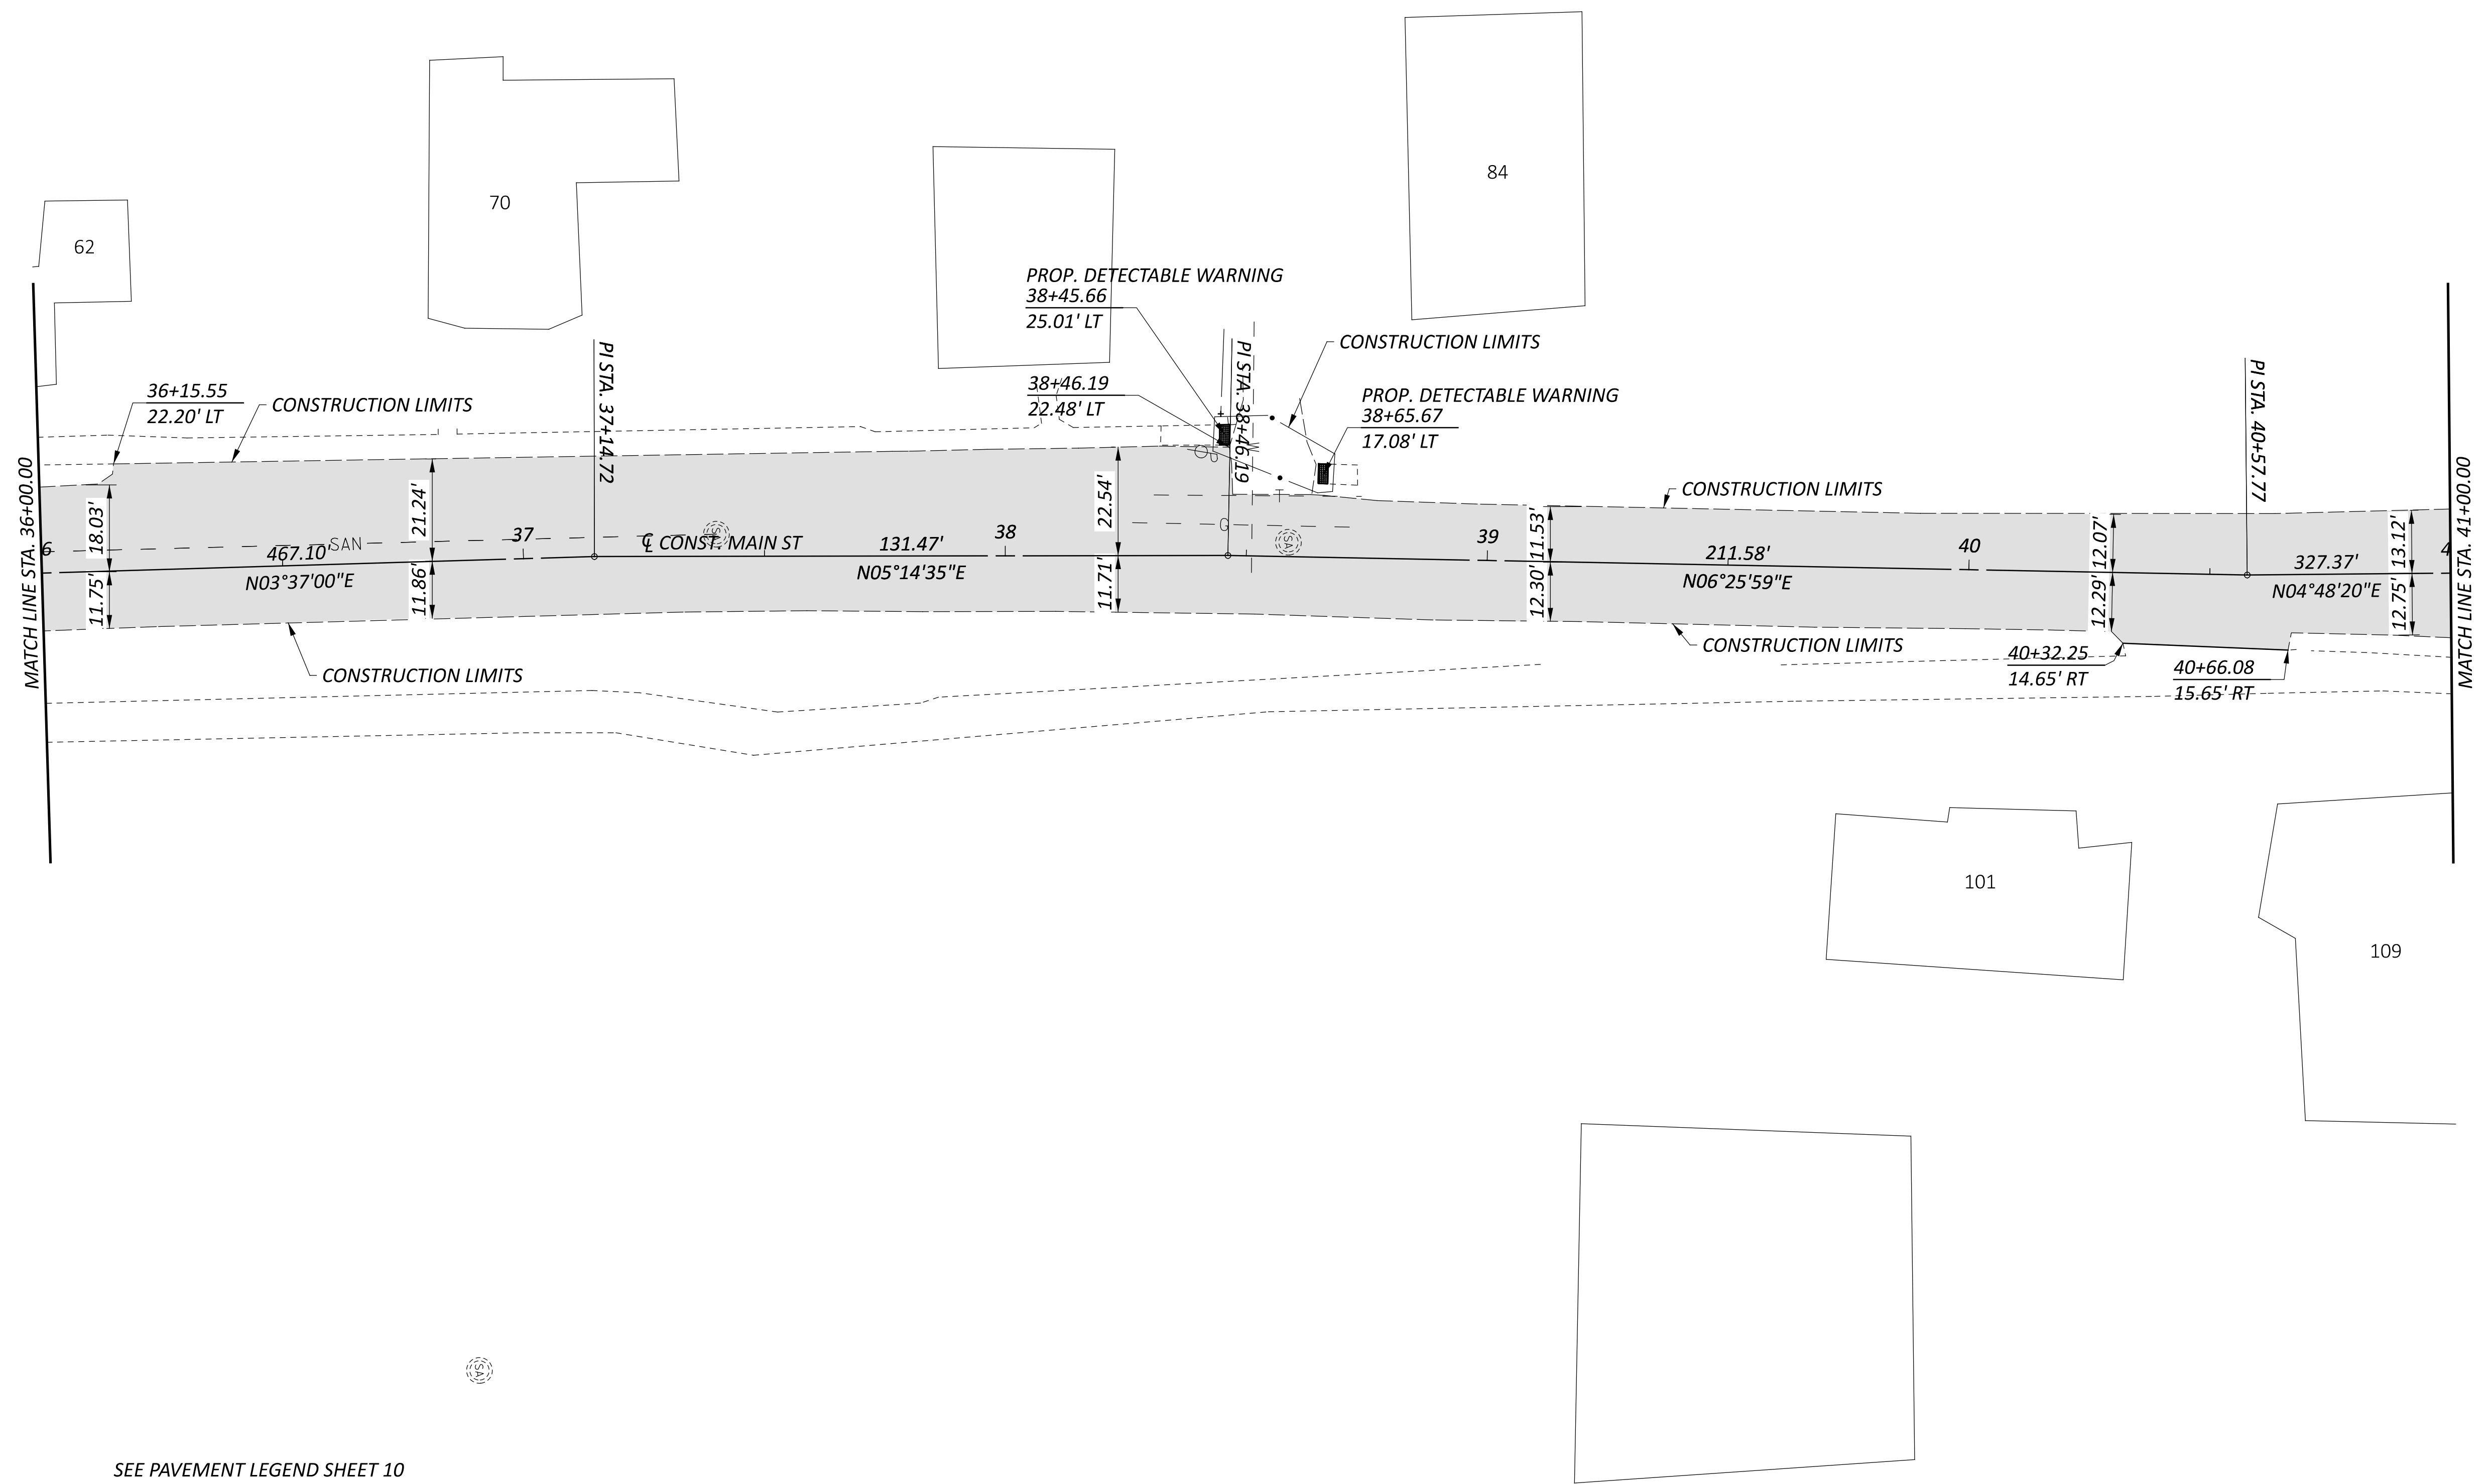 84
70
62
PROP. DETECTABLE WARNING
38+45.66
25.01' LT
CONSTRUCTION LIMITS
PI STA. 37+14.72
PI STA. 38+46.19
PI STA. 40+57.77
36+15.55
22.20' LT
CONSTRUCTION LIMITS
38+46.19
22.48' LT
PROP. DETECTABLE WARNING
38+65.67
17.08' LT
MATCH LINE STA. 36+00.00
18.03'
21.24'
22.54'
CONSTRUCTION LIMITS
11.53'
12.07'
13.12'
MATCH LINE STA. 41+00.00
6
SAN
467.10'
N03°37'00"E
37
SA
CL CONST. MAIN ST
131.47'
N05°14'35"E
38
G
SA
39
211.58'
N06°25'59"E
40
327.37'
N04°48'20"E
4
11.75'
11.86'
11.71'
12.30'
12.29'
12.75'
CONSTRUCTION LIMITS
CONSTRUCTION LIMITS
40+32.25
14.65' RT
40+66.08
15.65' RT
101
109
SA
SEE PAVEMENT LEGEND SHEET 10